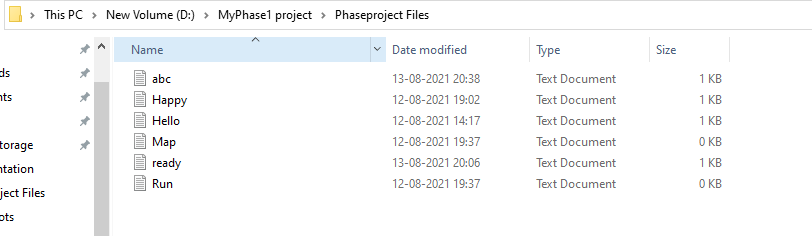 This PC > New Volume (D:) > MyPhase1 project > Phaseproject Files
Name Date modified Type Size
abc 13-08-2021 20:38 Text Document 1 KB
Happy 12-08-2021 19:02 Text Document 1 KB
Hello 12-08-2021 14:17 Text Document 1 KB
Map 12-08-2021 19:37 Text Document 0 KB
ready 13-08-2021 20:06 Text Document 1 KB
Run 12-08-2021 19:37 Text Document 0 KB
ds
nts
torage
ntation
ject Files
ots